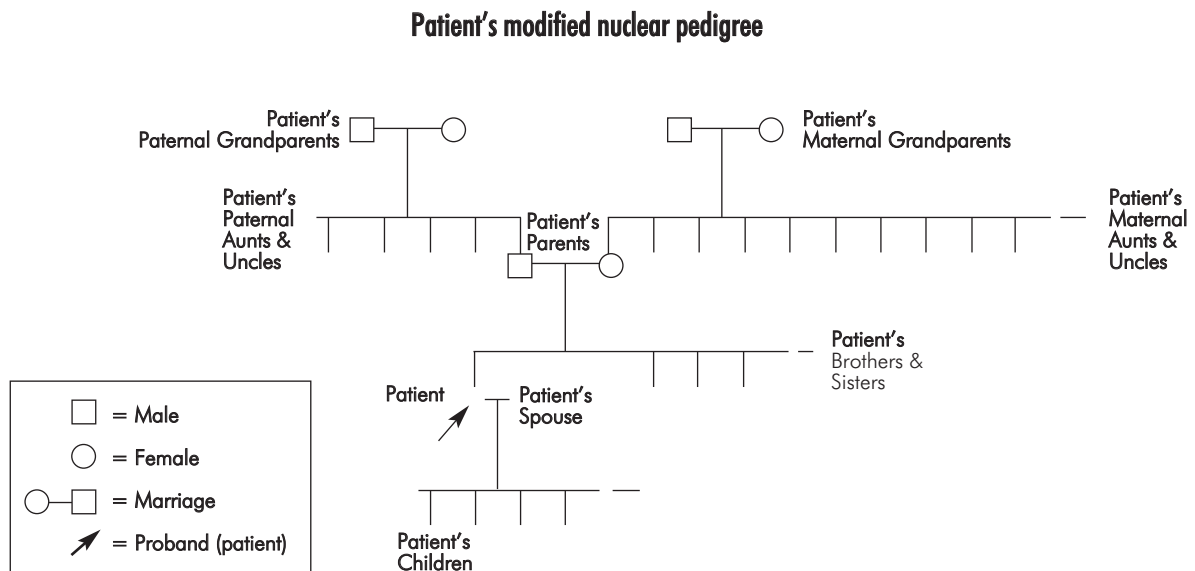 Patient's modified nuclear pedigree
Patient's
Paternal Grandparents
Patient's
Maternal Grandparents
Patient's
Paternal
Aunts &
Uncles
Patient's
Parents
Patient's
Maternal
Aunts &
Uncles
Patient's
Brothers &
Sisters
Patient
Patient's
Spouse
Patient's
Children
= Male
= Female
= Marriage
= Proband (patient)